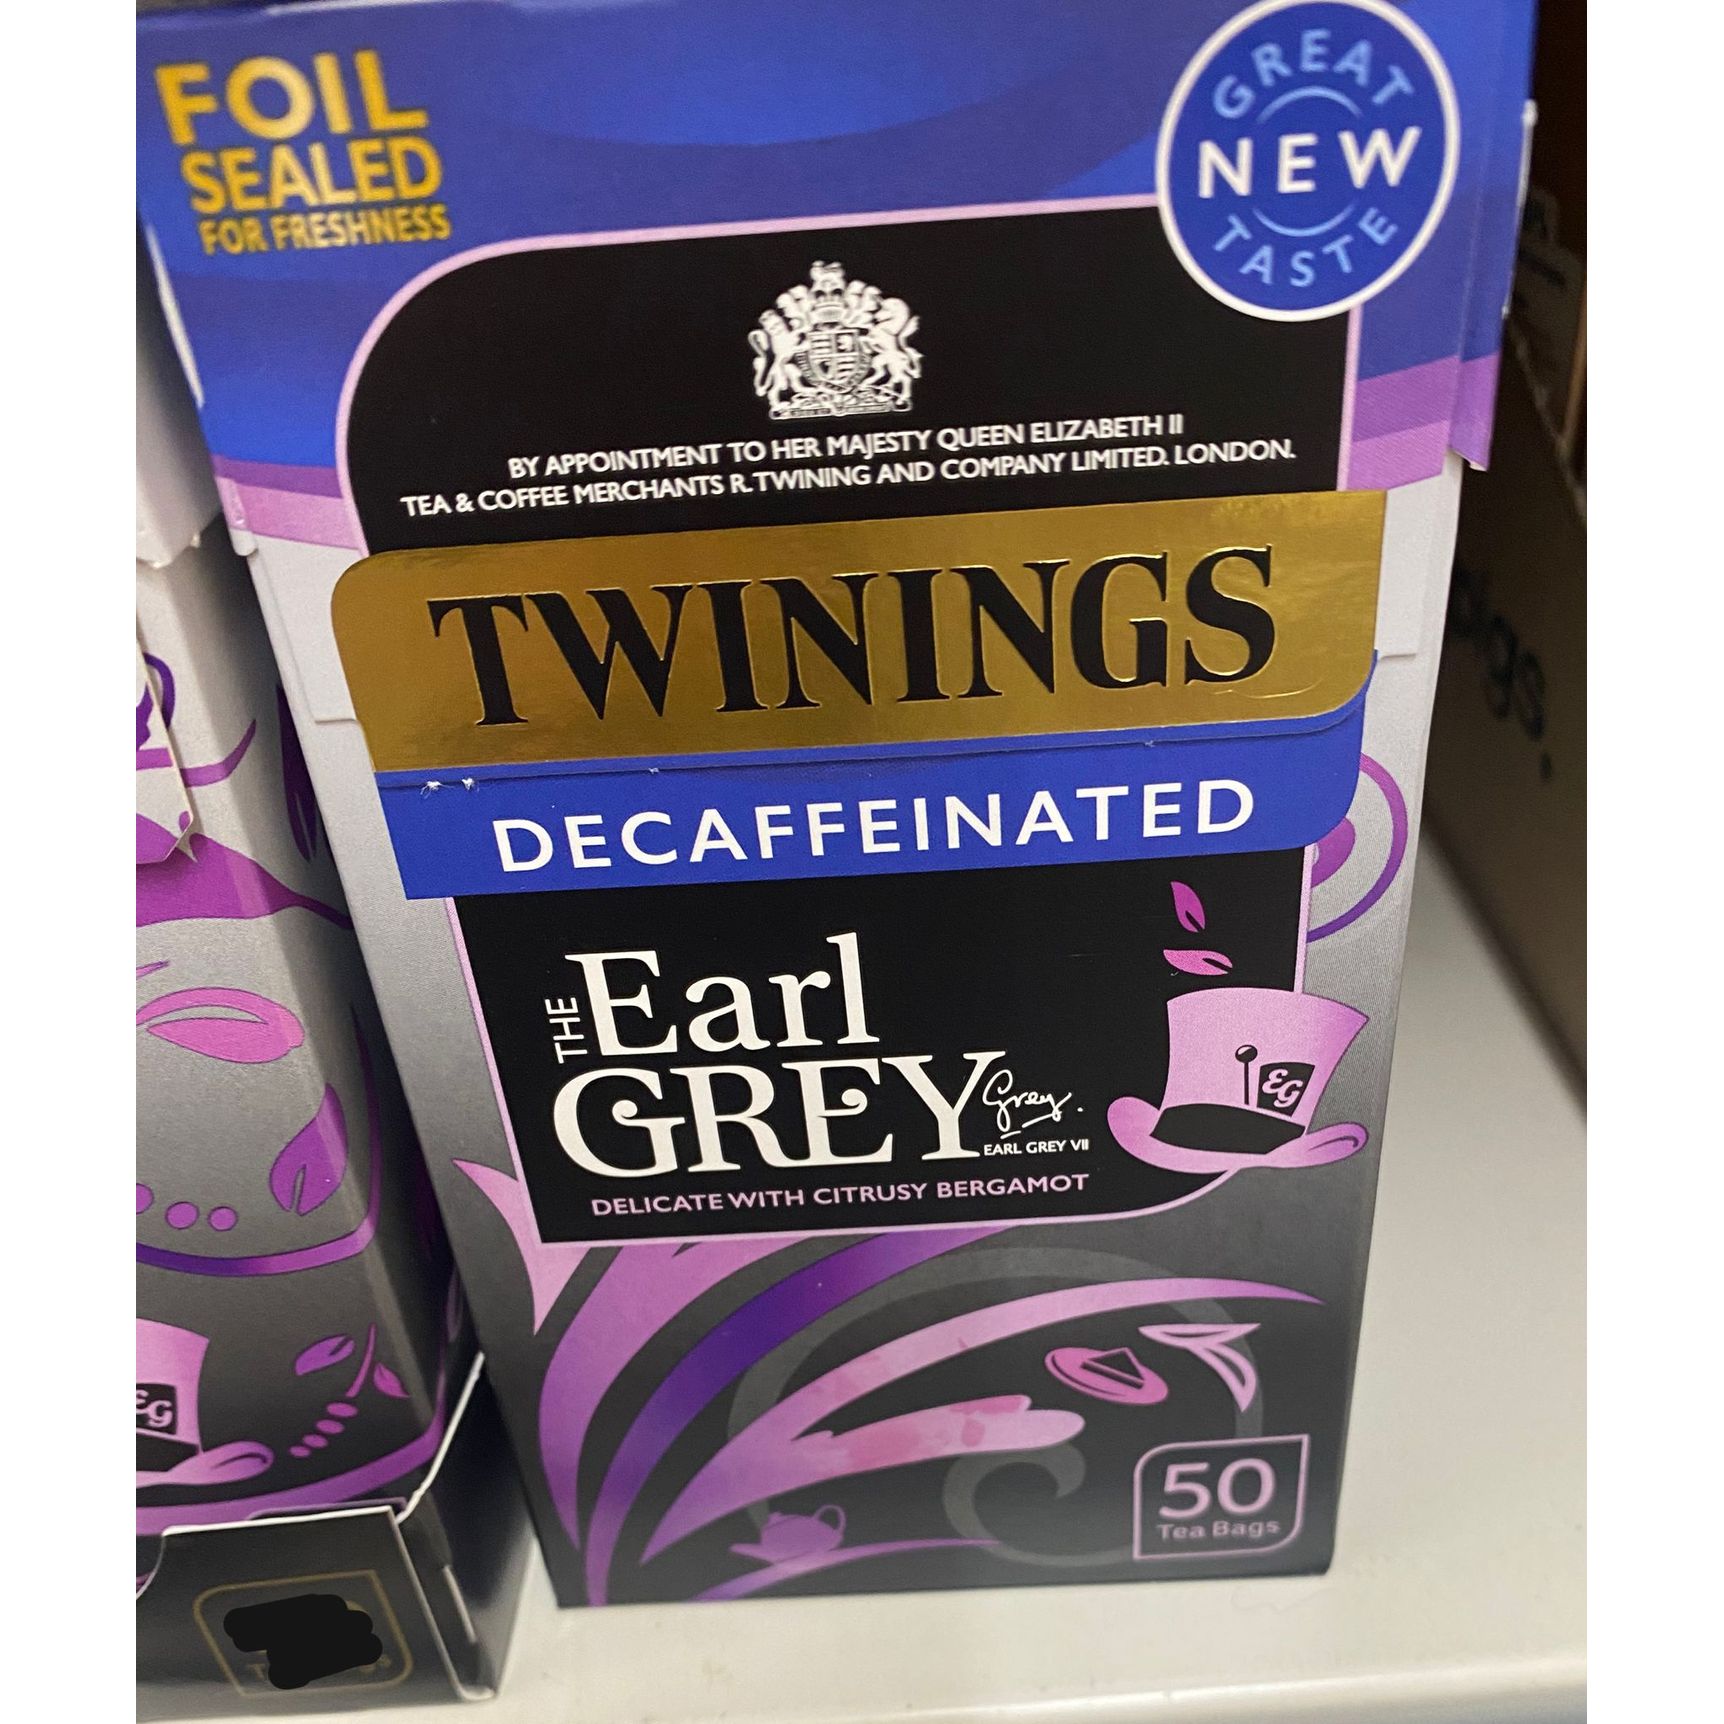 FOIL
SEALED
FOR FRESHNESS
GREAT
NEW
TASTE
BY APPOINTMENT TO HER MAJESTY QUEEN ELIZABETH II
TEA & COFFEE MERCHANTS R. TWINING AND COMPANY LIMITED. LONDON.
TWININGS
DECAFFEINATED
THE Earl
GREY Grey.
EARL GREY VII
DELICATE WITH CITRUSY BERGAMOT
EG
50
Tea Bags
EG